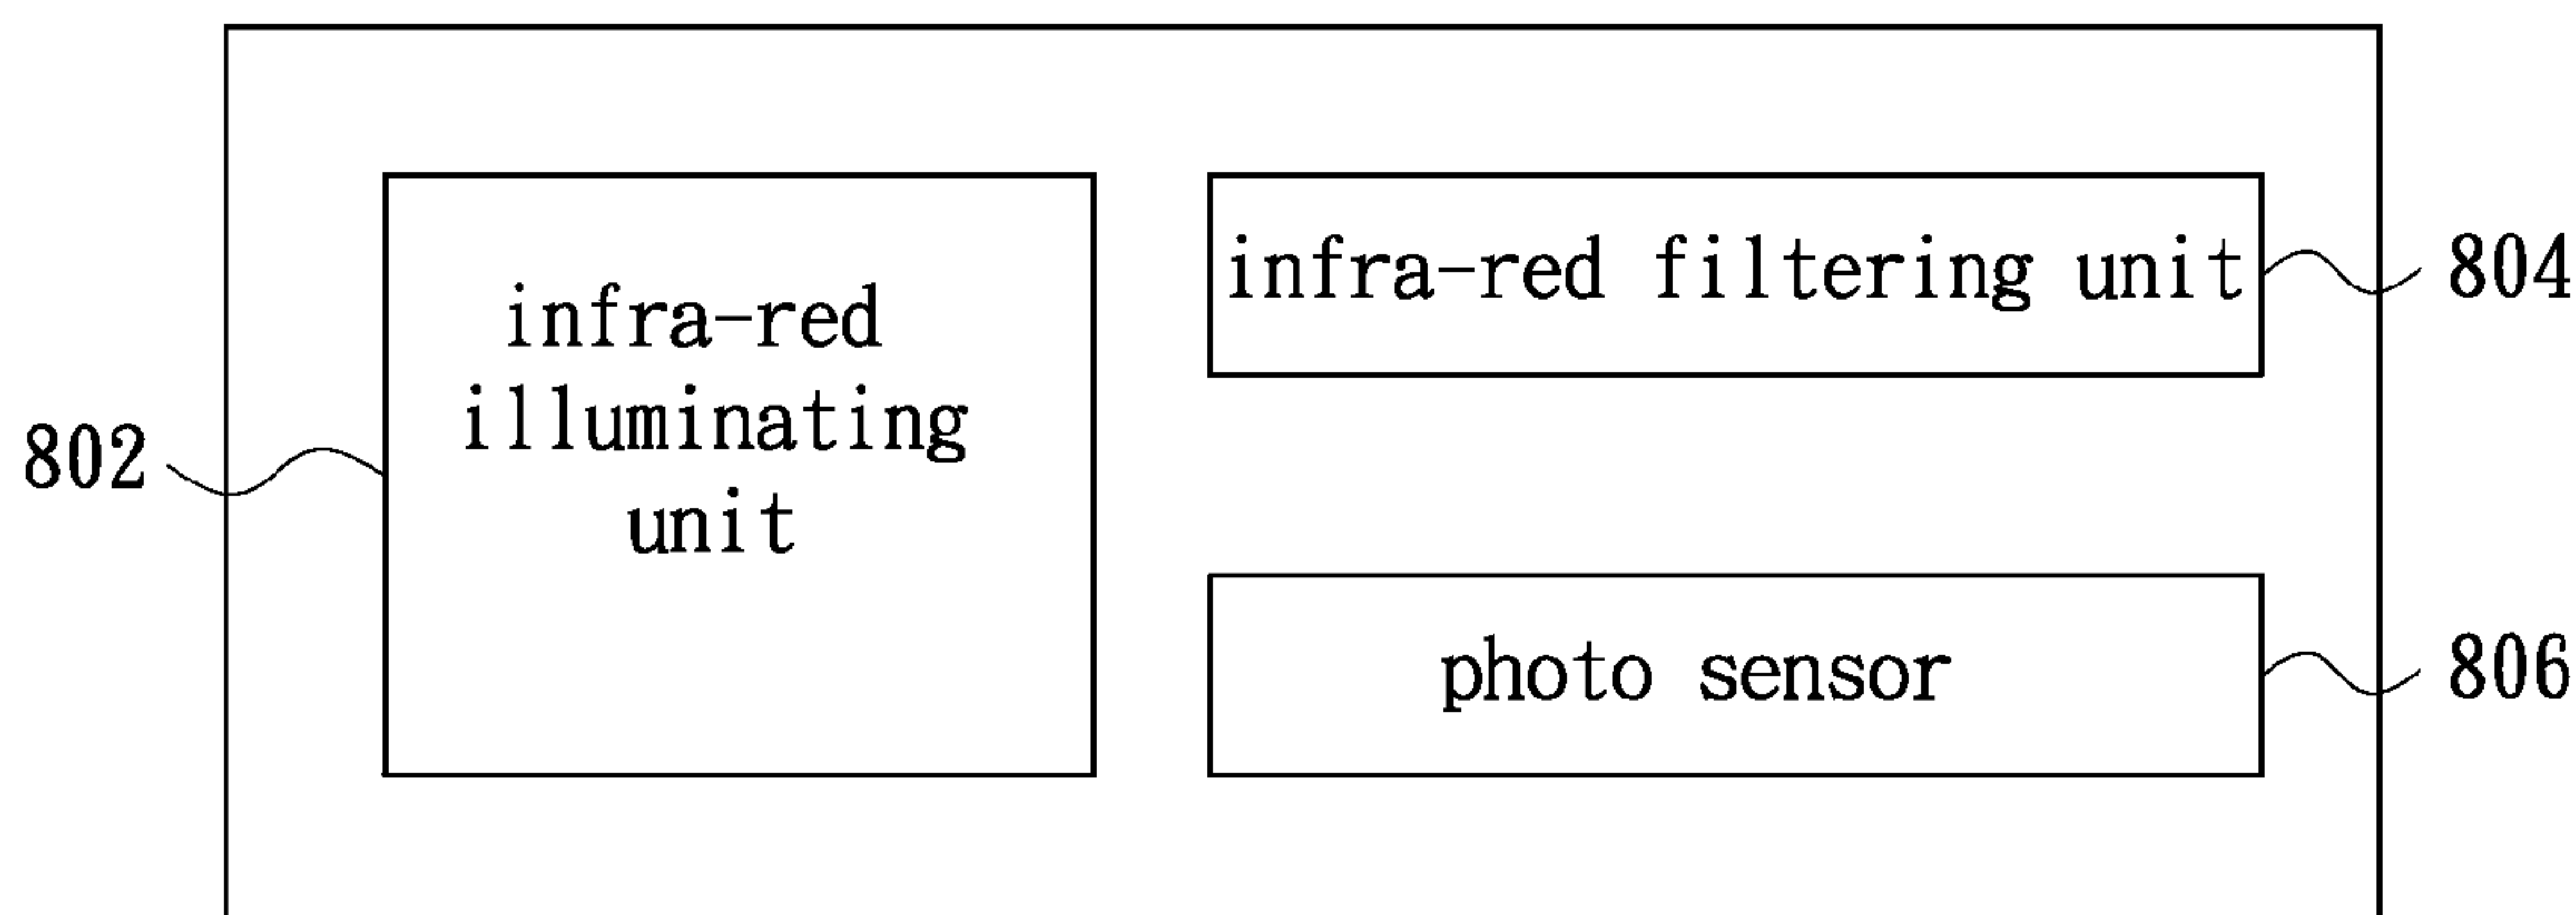 infra-red
illuminating
unit
802
infra-red filtering unit
804
photo sensor
806